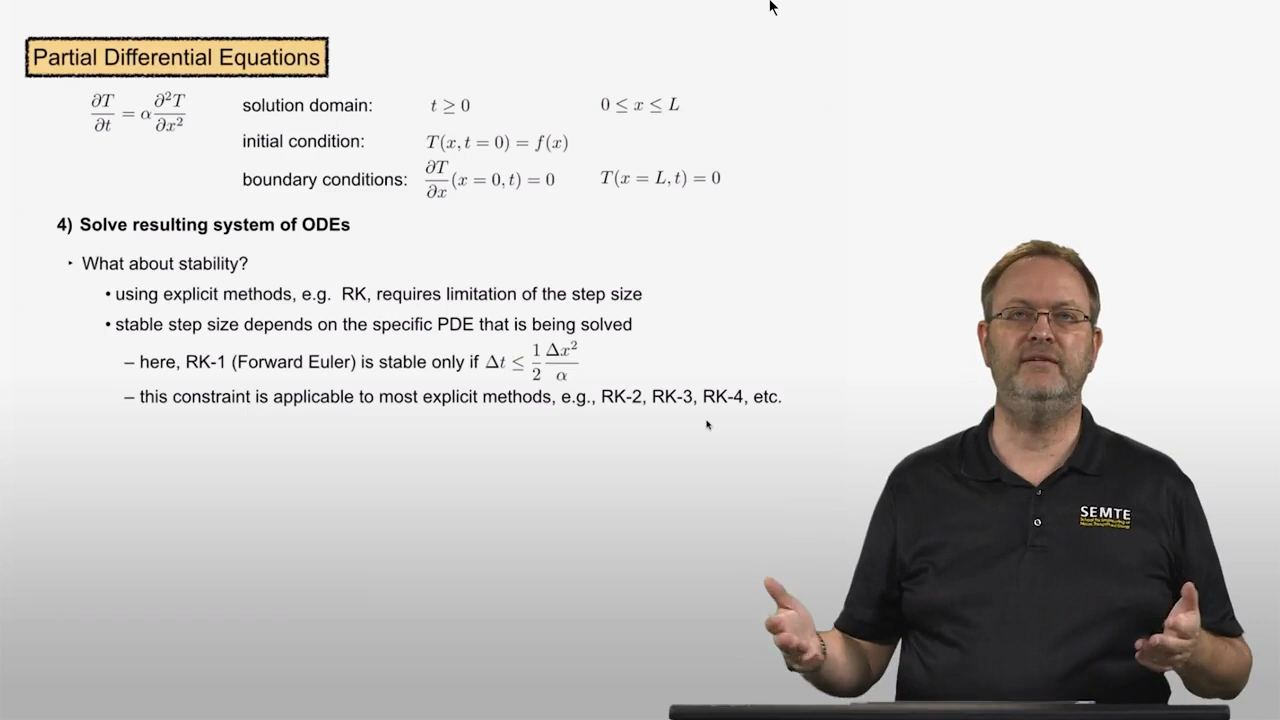 Partial Differential Equations
∂T/∂t = α ∂²T/∂x²
solution domain: t ≥ 0 0 ≤ x ≤ L
initial condition: T(x, t = 0) = f(x)
boundary conditions: ∂T/∂x (x = 0, t) = 0 T(x = L, t) = 0
4) Solve resulting system of ODEs
‣ What about stability?
• using explicit methods, e.g. RK, requires limitation of the step size
• stable step size depends on the specific PDE that is being solved
– here, RK-1 (Forward Euler) is stable only if Δt ≤ 1/2 Δx²/α
– this constraint is applicable to most explicit methods, e.g., RK-2, RK-3, RK-4, etc.
SEMTE